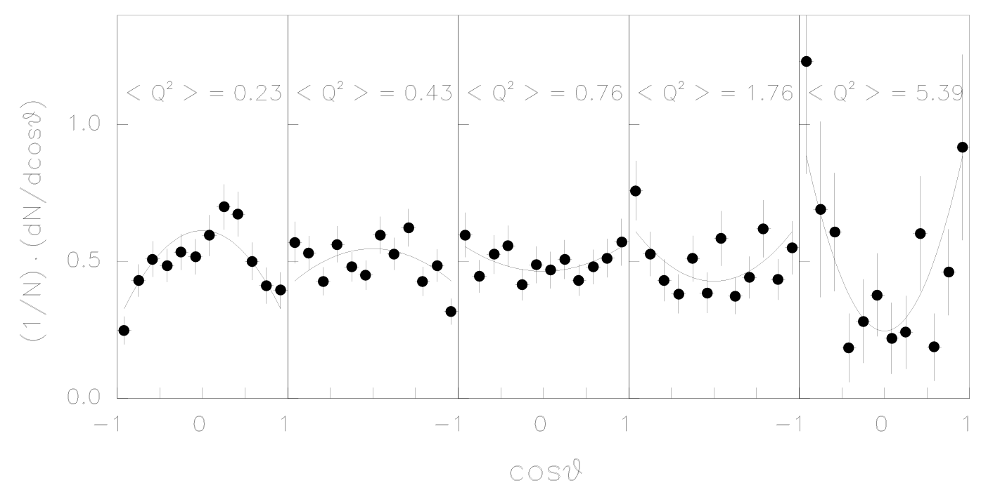 < Q² > = 0.23 < Q² > = 0.43 < Q² > = 0.76 < Q² > = 1.76 < Q² > = 5.39
(1/N) . (dN/dcosϑ)
1.0
0.5
0.0
−1 0 1 −1 0 1 −1 0 1
cosϑ